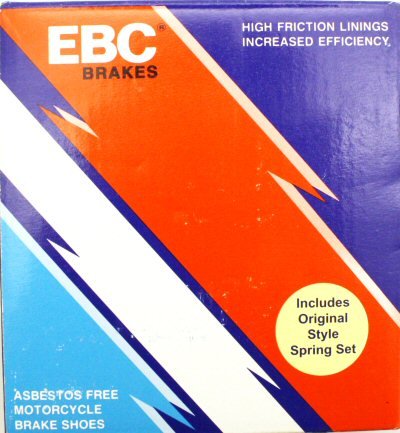 EBC®
BRAKES
HIGH FRICTION LININGS
INCREASED EFFICIENCY.
Includes
Original
Style
Spring Set
ASBESTOS FREE
MOTORCYCLE
BRAKE SHOES